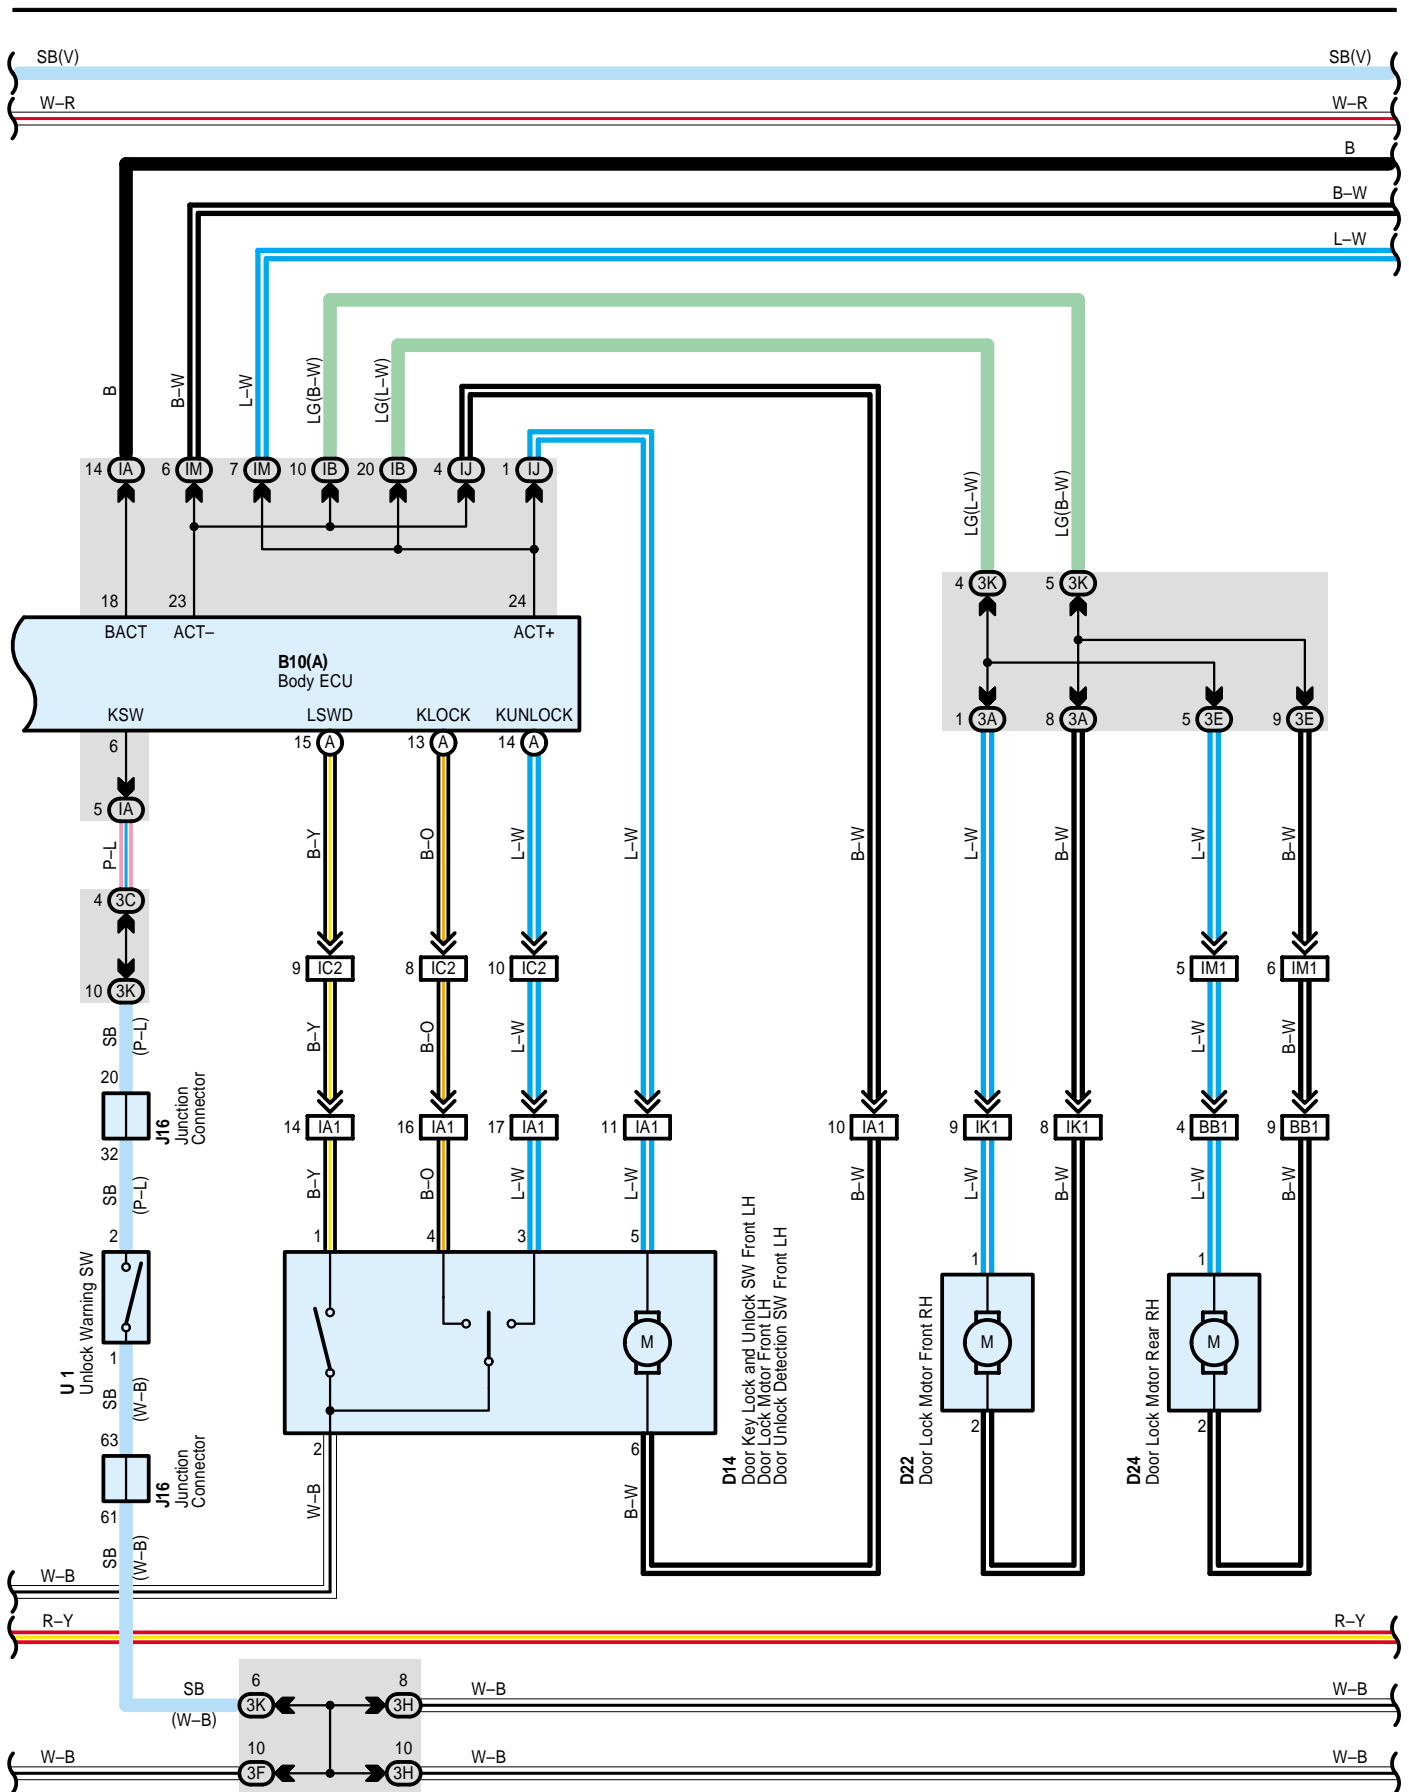 SB(V) SB(V)
W–R W–R
B
B–W
L–W
B
B–W
L–W
LG(B–W)
LG(L–W)
14 IA 6 IM 7 IM 10 IB 20 IB 4 IJ 1 IJ
LG(L–W)
LG(B–W)
4 3K 5 3K
18 23 24
BACT ACT– ACT+
B10(A)
Body ECU
KSW LSWD KLOCK KUNLOCK
1 3A 8 3A 5 3E 9 3E
6 15 A 13 A 14 A
5 IA
P–L
B–Y
B–O
L–W
L–W
B–W
L–W
B–W
L–W
B–W
4 3C
9 IC2 8 IC2 10 IC2 5 IM1 6 IM1
10 3K
SB
(P–L)
B–Y
B–O
L–W
L–W
B–W
20
J16
Junction
Connector
32
14 IA1 16 IA1 17 IA1 11 IA1 10 IA1 9 IK1 8 IK1 4 BB1 9 BB1
SB
(P–L)
B–Y
B–O
L–W
L–W
B–W
L–W
B–W
L–W
B–W
2 1 4 3 5
1 1
U 1
Unlock Warning SW
M M M
1
SB
(W–B)
D14
Door Key Lock and Unlock SW Front LH
Door Lock Motor Front LH
Door Unlock Detection SW Front LH
D22
Door Lock Motor Front RH
D24
Door Lock Motor Rear RH
2 2
63 2 6
J16
Junction
Connector
W–B
B–W
61
SB
(W–B)
W–B
R–Y R–Y
6 8
SB
(W–B)
3K 3H
W–B W–B
10 10
W–B 3F 3H W–B W–B